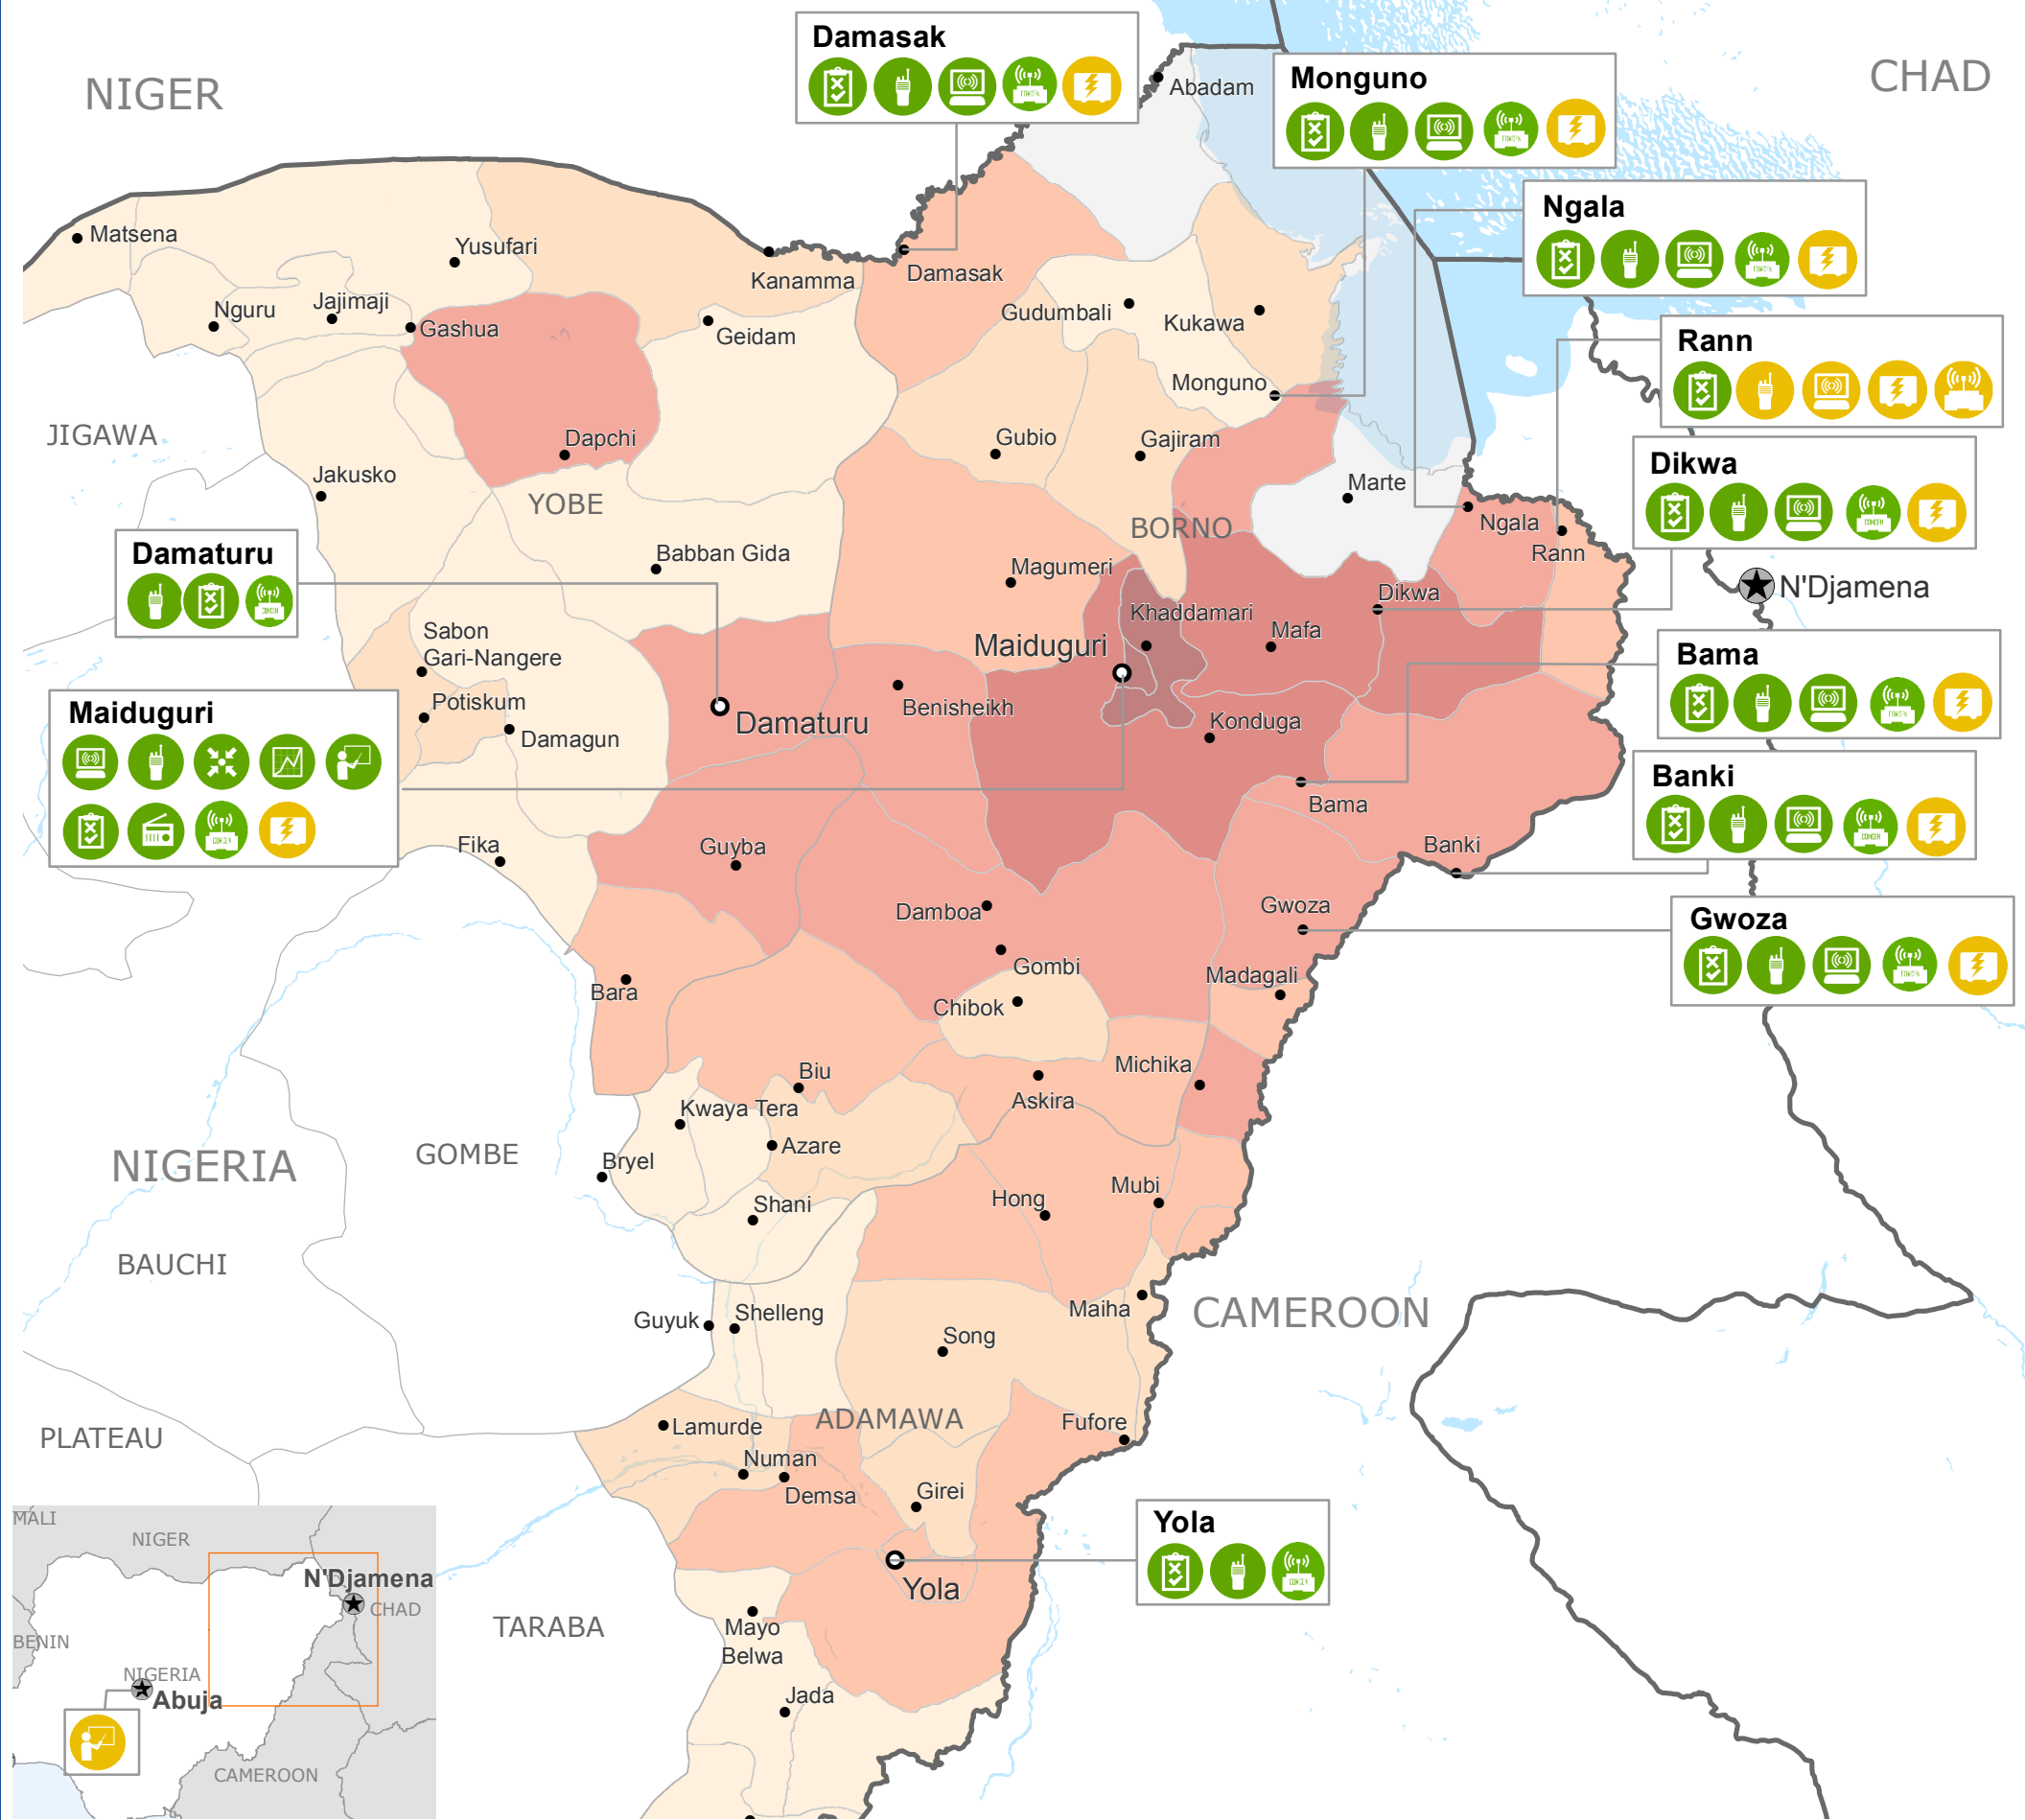 Damasak
NIGER
CHAD
Monguno
Abadam
Ngala
Matsena
Yusufari
Kanamma
Damasak
Nguru
Jajimaji
Gashua
Geidam
Gudumbali
Kukawa
Rann
Monguno
JIGAWA
Dapchi
Gubio
Gajiram
Dikwa
Jakusko
YOBE
Marte
BORNO
Ngala
Rann
Damaturu
Babban Gida
Magumeri
N'Djamena
Dikwa
Khaddamari
Mafa
Maiduguri
Sabon
Gari-Nangere
Bama
Potiskum
Benisheikh
Maiduguri
Damaturu
Konduga
Damagun
Banki
Bama
Fika
Guyba
Banki
Damboa
Gwoza
Gwoza
Gombi
Madagali
Bara
Chibok
Michika
Biu
Askira
Kwaya Tera
Azare
NIGERIA
GOMBE
Bryel
Mubi
Hong
Shani
BAUCHI
Maiha
CAMEROON
Guyuk
Shelleng
Song
ADAMAWA
Fufore
PLATEAU
Lamurde
Numan
Demsa
Girei
Yola
MALI
NIGER
N'Djamena
CHAD
Yola
TARABA
Mayo
Belwa
BENIN
NIGERIA
Abuja
Jada
CAMEROON